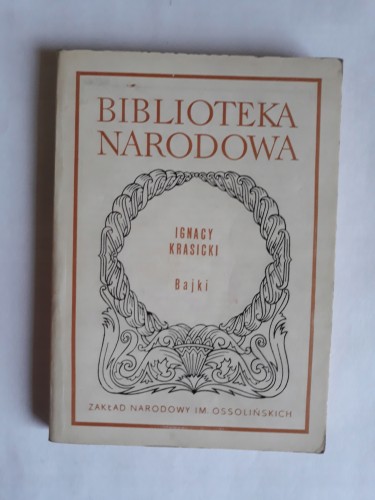 BIBLIOTEKA
NARODOWA
IGNACY
KRASICKI
Bajki
ZAKŁAD NARODOWY IM. OSSOLIŃSKICH